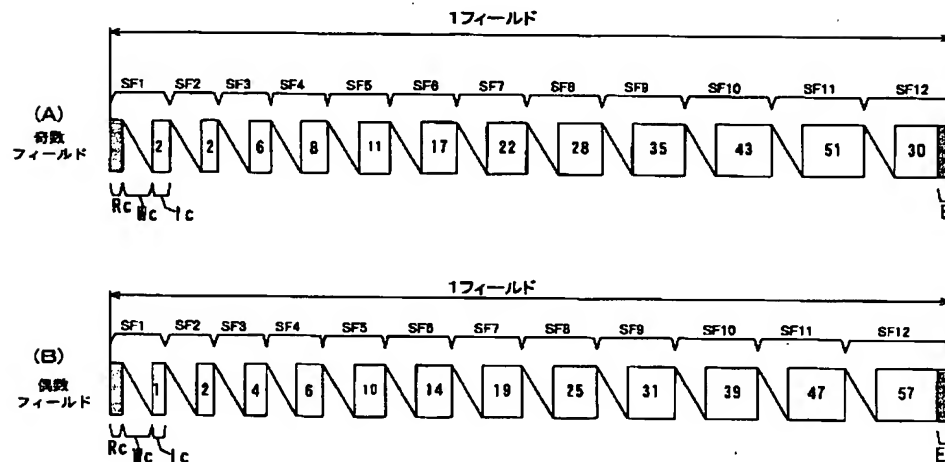 1フィールド
SF1 SF2 SF3 SF4 SF5 SF6 SF7 SF8 SF9 SF10 SF11 SF12
(A)
奇数
フィールド
2 2 6 8 11 17 22 28 35 43 51 30
Rc Wc Ic E
1フィールド
SF1 SF2 SF3 SF4 SF5 SF6 SF7 SF8 SF9 SF10 SF11 SF12
(B)
偶数
フィールド
1 2 4 6 10 14 19 25 31 39 47 57
Rc Wc Ic E